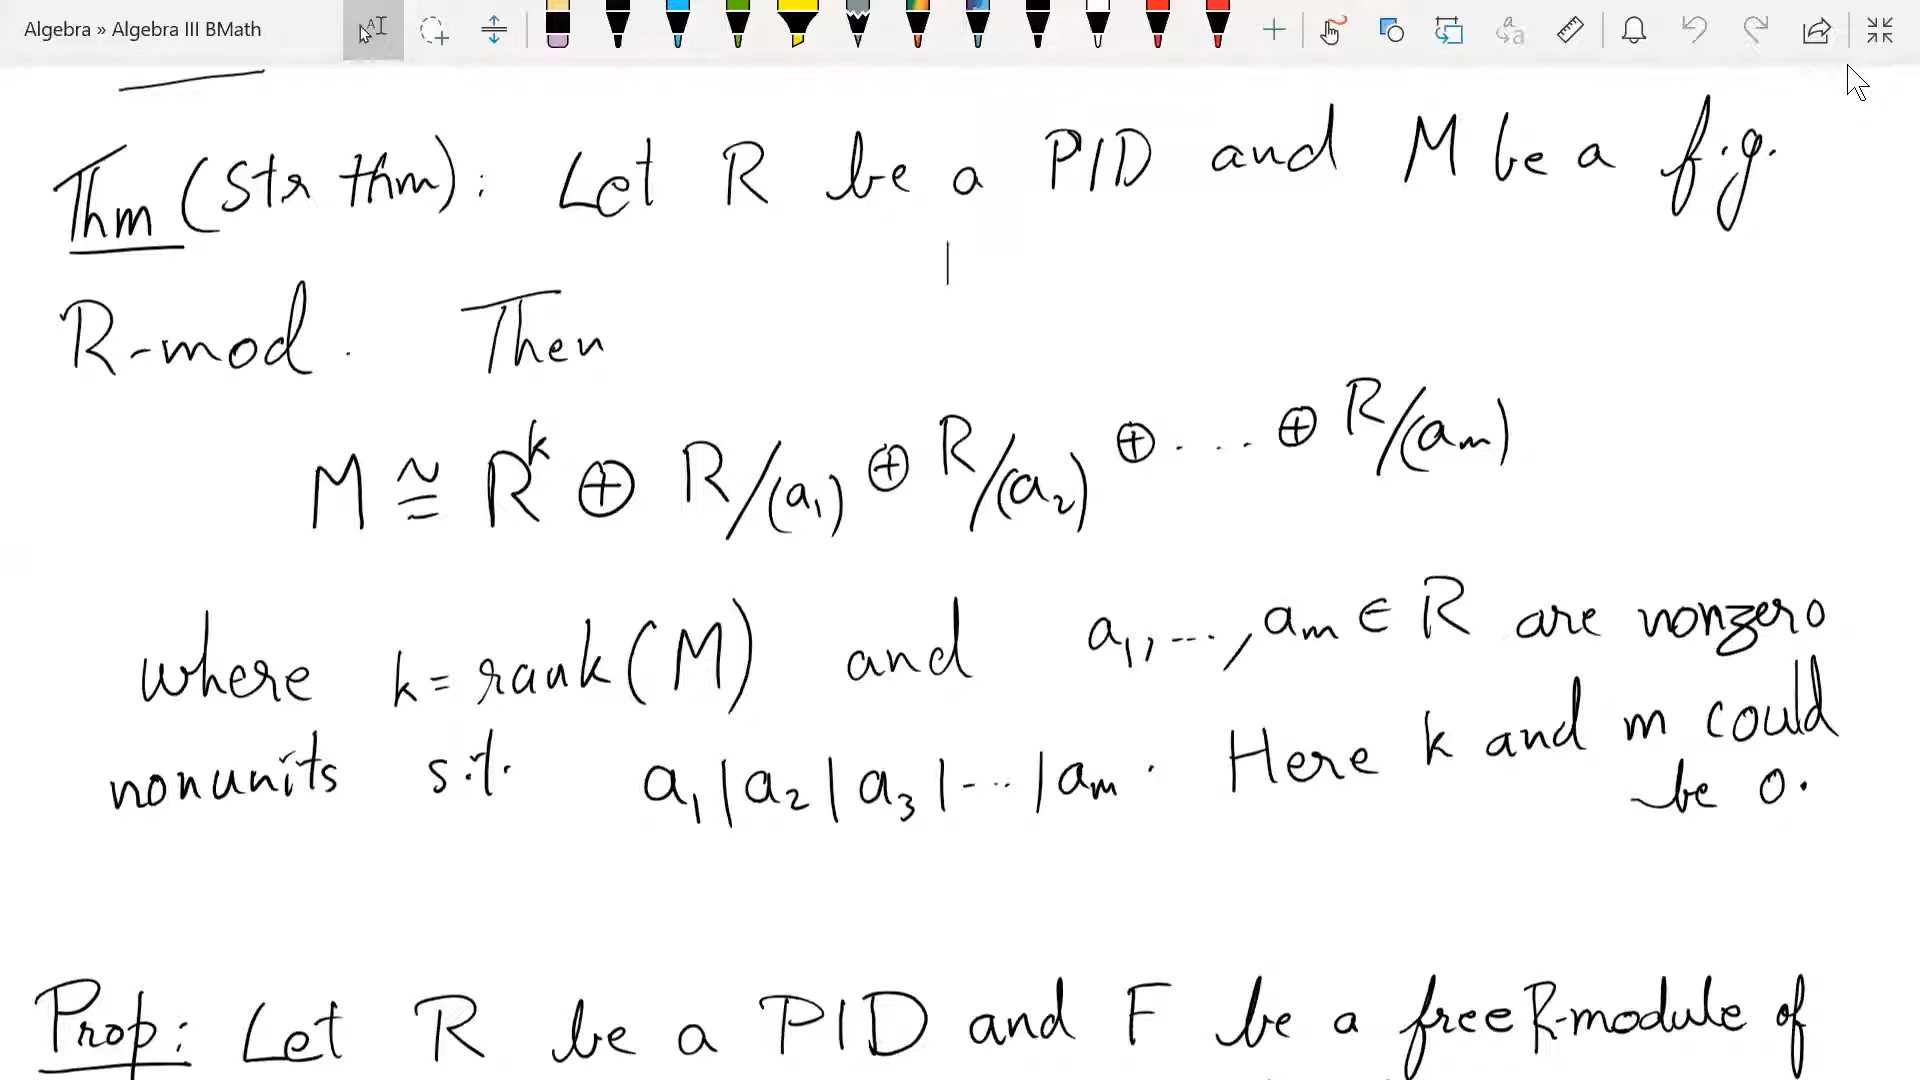 Algebra » Algebra III BMath
Thm (Str thm): Let R be a PID and M be a f.g.
R-mod. Then
M ≅ R^k ⊕ R/(a₁) ⊕ R/(a₂) ⊕ .... ⊕ R/(am)
where k = rank(M) and a₁, ..., am ∈ R are nonzero
nonunits s.t. a₁ | a₂ | a₃ | ... | am. Here k and m could
be 0.
Prop: Let R be a PID and F be a free R-module of